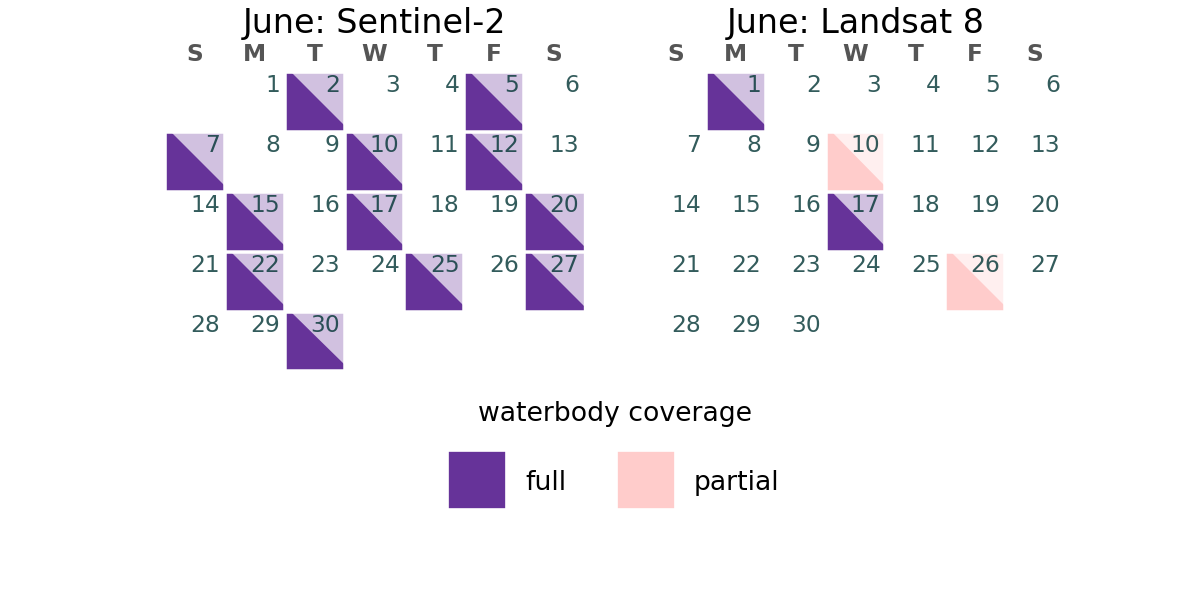 June: Sentinel-2
S M T W T F S
1 2 3 4 5 6
7 8 9 10 11 12 13
14 15 16 17 18 19 20
21 22 23 24 25 26 27
28 29 30
June: Landsat 8
S M T W T F S
1 2 3 4 5 6
7 8 9 10 11 12 13
14 15 16 17 18 19 20
21 22 23 24 25 26 27
28 29 30
waterbody coverage
full
partial